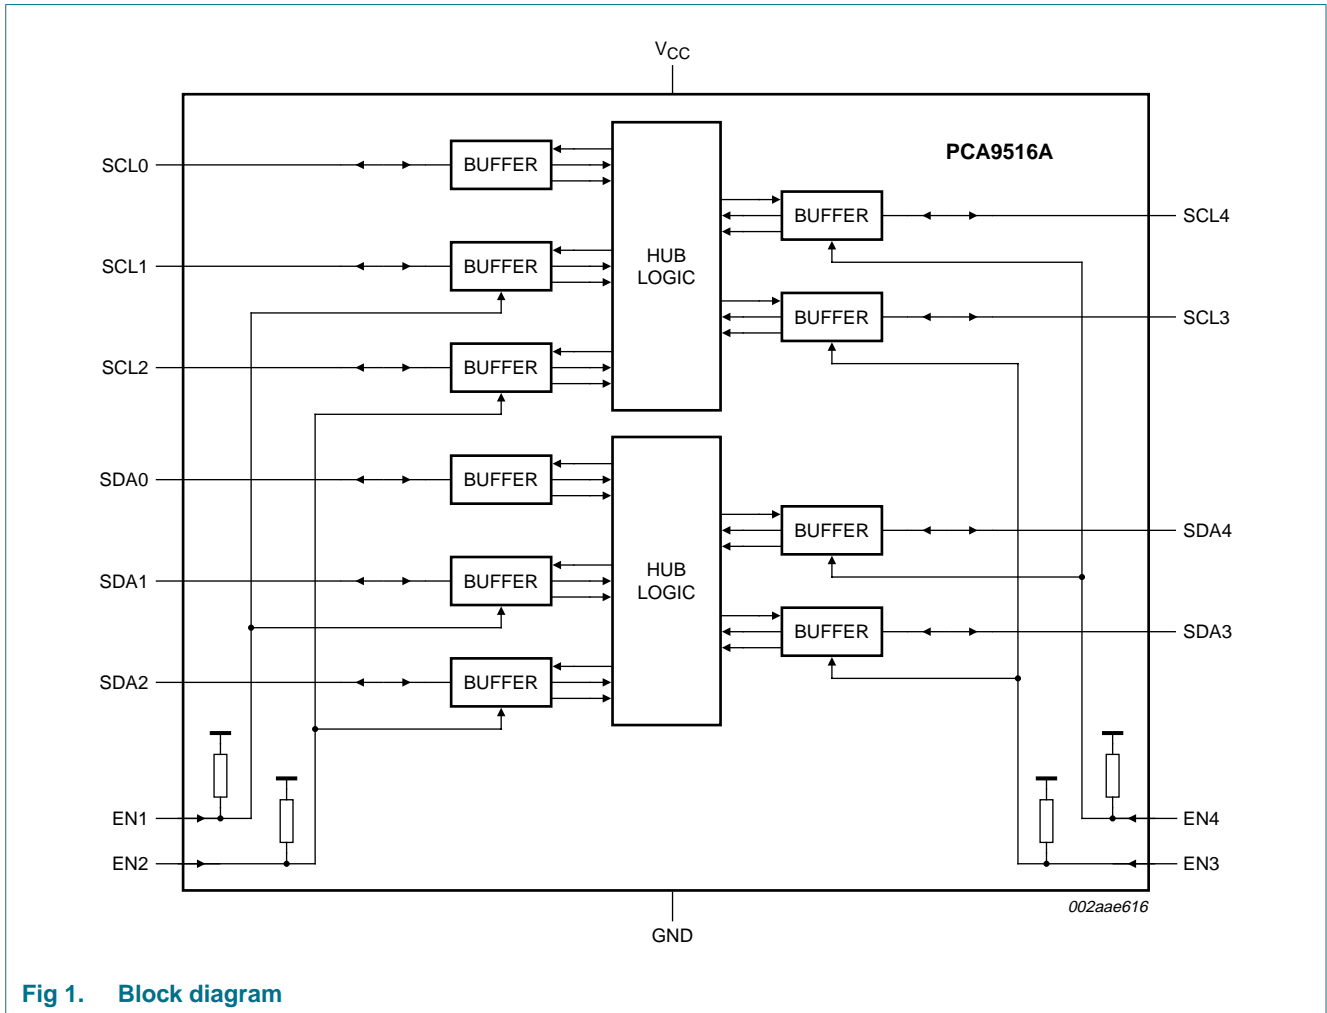 VCC
PCA9516A
SCL0
BUFFER
SCL4
BUFFER
HUB
LOGIC
SCL1
BUFFER
SCL3
BUFFER
SCL2
BUFFER
SDA0
BUFFER
SDA4
BUFFER
HUB
LOGIC
SDA1
BUFFER
SDA3
BUFFER
SDA2
BUFFER
EN1
EN4
EN2
EN3
002aae616
GND
Fig 1. Block diagram